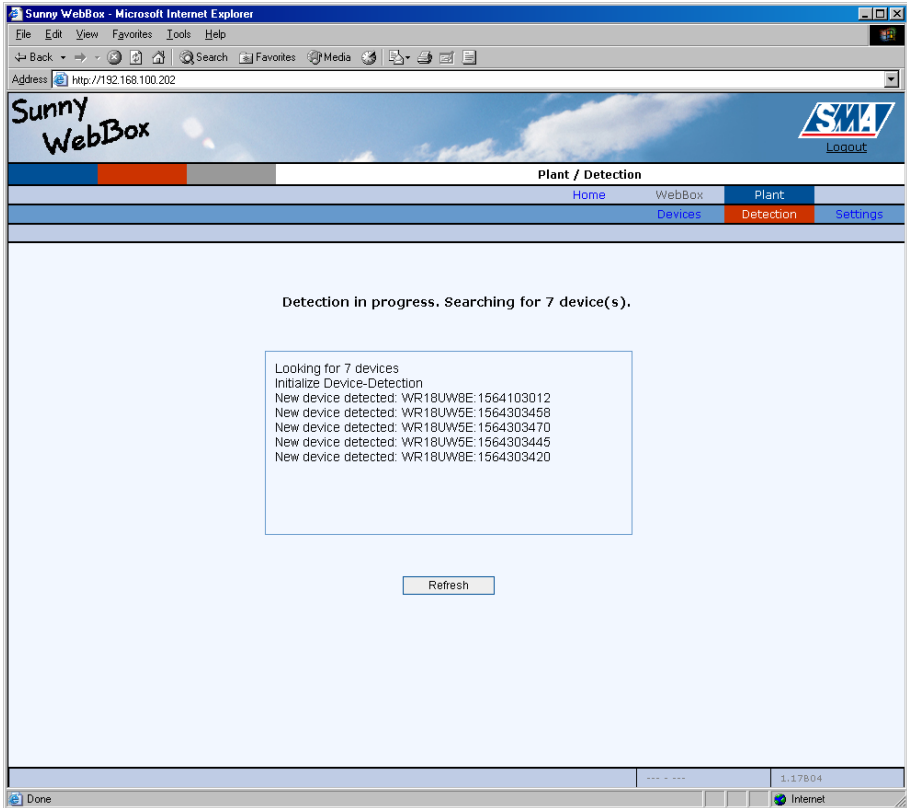 Sunny WebBox - Microsoft Internet Explorer
File Edit View Favorites Tools Help
Back Search Favorites Media
Address http://192.168.100.202
Sunny
WebBox
SMA
Logout
Plant / Detection
Home WebBox Plant
Devices Detection Settings
Detection in progress. Searching for 7 device(s).
Looking for 7 devices
Initialize Device-Detection
New device detected: WR18UW8E:1564103012
New device detected: WR18UW5E:1564303458
New device detected: WR18UW5E:1564303470
New device detected: WR18UW5E:1564303445
New device detected: WR18UW8E:1564303420
Refresh
--- - --- 1.17B04
Done Internet